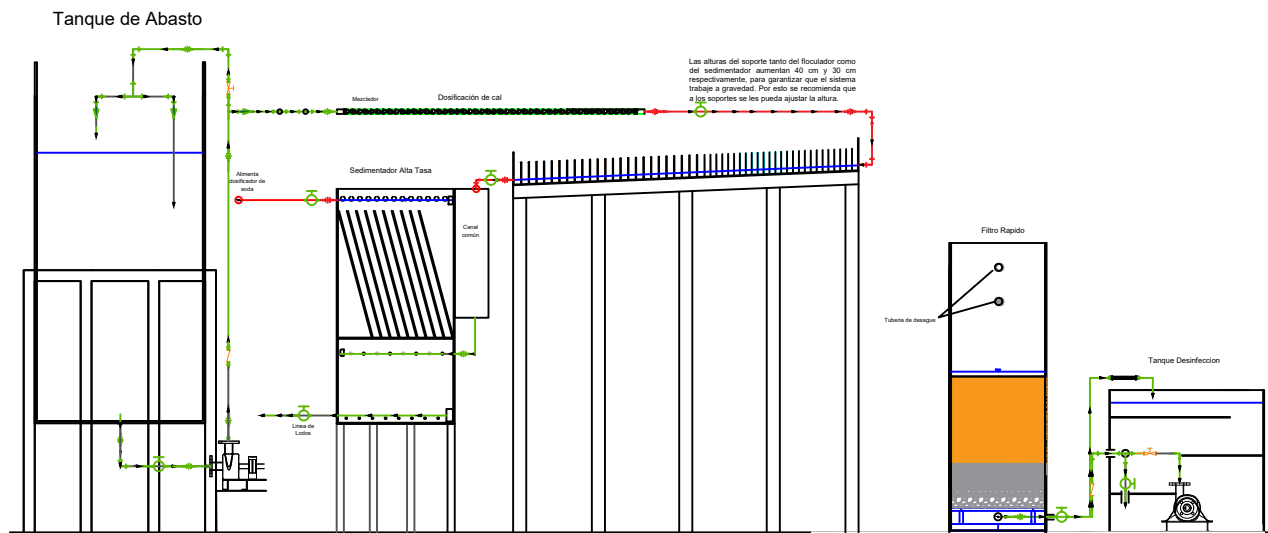 Tanque de Abasto
Las alturas del soporte tanto del floculador como
del sedimentador aumentan 40 cm y 30 cm
respectivamente, para garantizar que el sistema
trabaje a gravedad. Por esto se recomienda que
a los soportes se les pueda ajustar la altura.
Mezclador
Dosificación de cal
Sedimentador Alta Tasa
Alimenta
dosificador de
soda
Canal
común
Filtro Rapido
Tuberia de desague
Tanque Desinfeccion
Linea de
Lodos